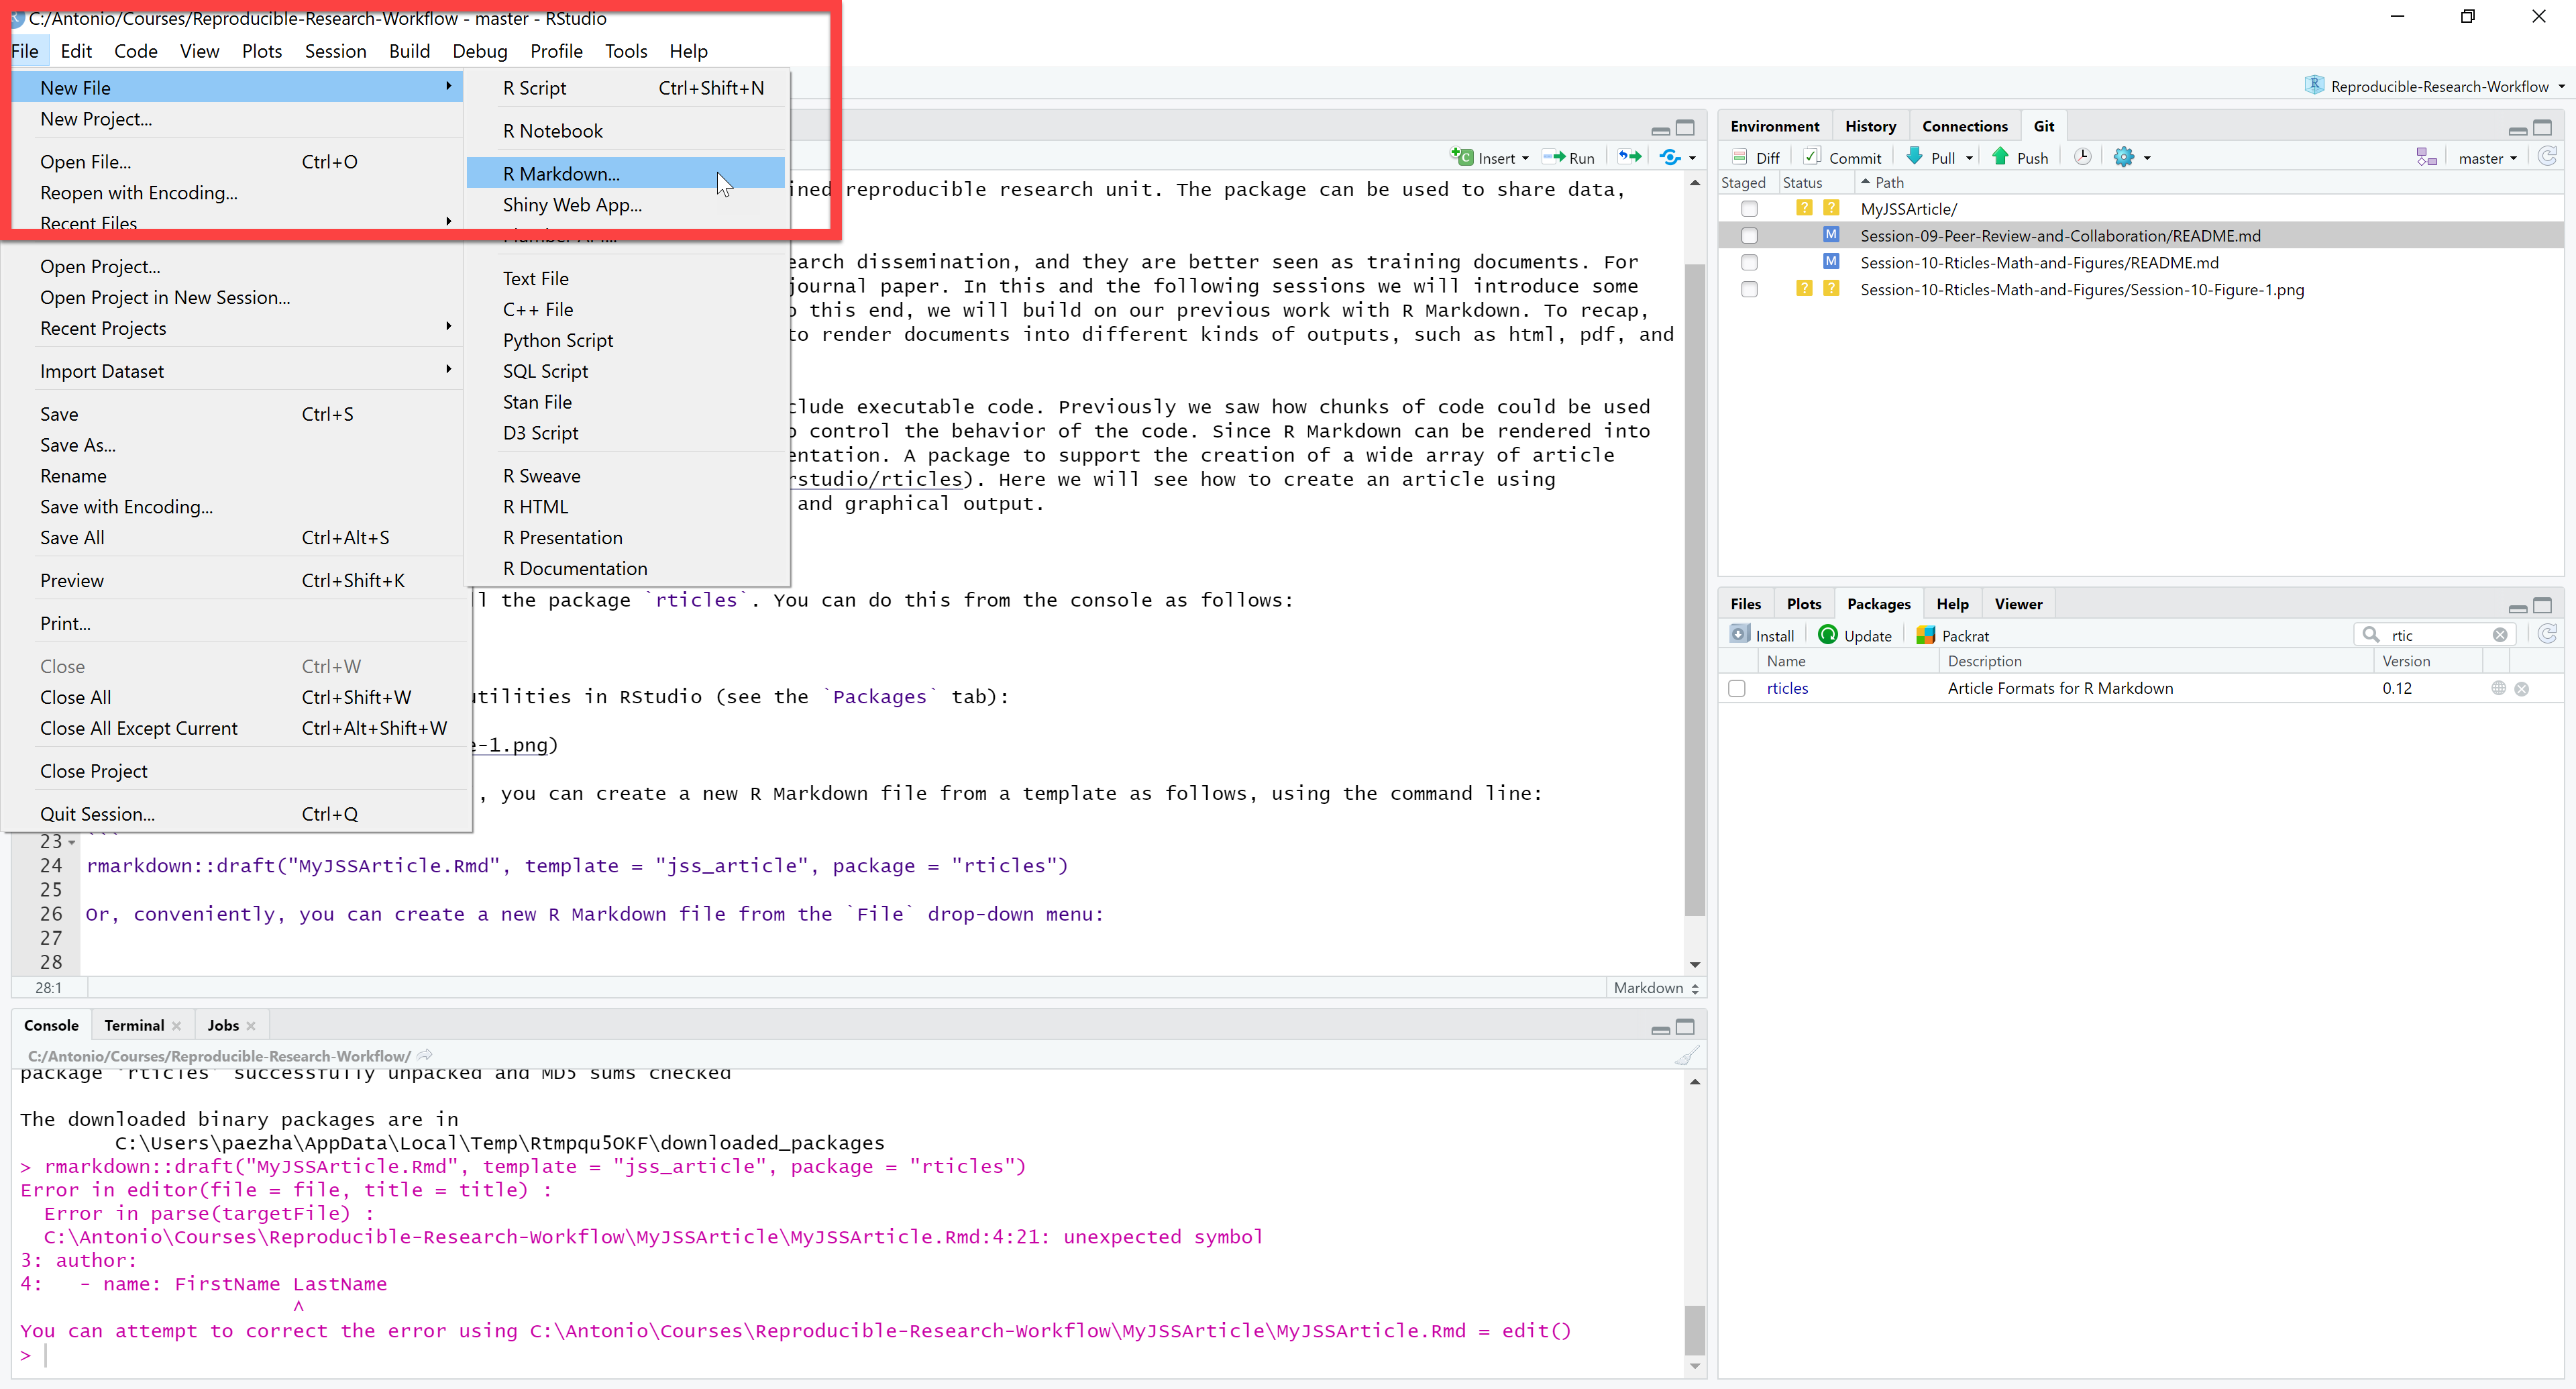 C:/Antonio/Courses/Reproducible-Research-Workflow - master - RStudio
File Edit Code View Plots Session Build Debug Profile Tools Help
New File
New Project...
Open File... Ctrl+O
Reopen with Encoding...
Recent Files
Open Project...
Open Project in New Session...
Recent Projects
Import Dataset
Save Ctrl+S
Save As...
Rename
Save with Encoding...
Save All Ctrl+Alt+S
Preview Ctrl+Shift+K
Print...
Close Ctrl+W
Close All Ctrl+Shift+W
Close All Except Current Ctrl+Alt+Shift+W
Close Project
Quit Session... Ctrl+Q
R Script Ctrl+Shift+N
R Notebook
R Markdown...
Shiny Web App...
Text File
C++ File
Python Script
SQL Script
Stan File
D3 Script
R Sweave
R HTML
R Presentation
R Documentation
Insert Run
ined reproducible research unit. The package can be used to share data,
earch dissemination, and they are better seen as training documents. For
journal paper. In this and the following sessions we will introduce some
o this end, we will build on our previous work with R Markdown. To recap,
to render documents into different kinds of outputs, such as html, pdf, and
clude executable code. Previously we saw how chunks of code could be used
o control the behavior of the code. Since R Markdown can be rendered into
entation. A package to support the creation of a wide array of article
rstudio/rticles). Here we will see how to create an article using
and graphical output.
ll the package `rticles`. You can do this from the console as follows:
utilities in RStudio (see the `Packages` tab):
e-1.png)
, you can create a new R Markdown file from a template as follows, using the command line:
23 ```
24 rmarkdown::draft("MyJSSArticle.Rmd", template = "jss_article", package = "rticles")
25
26 Or, conveniently, you can create a new R Markdown file from the `File` drop-down menu:
27
28
28:1 Markdown
Console Terminal Jobs
C:/Antonio/Courses/Reproducible-Research-Workflow/
package 'rticles' successfully unpacked and MD5 sums checked
The downloaded binary packages are in
C:\Users\paezha\AppData\Local\Temp\Rtmpqu5OKF\downloaded_packages
> rmarkdown::draft("MyJSSArticle.Rmd", template = "jss_article", package = "rticles")
Error in editor(file = file, title = title) :
Error in parse(targetFile) :
C:\Antonio\Courses\Reproducible-Research-Workflow\MyJSSArticle\MyJSSArticle.Rmd:4:21: unexpected symbol
3: author:
4: - name: FirstName LastName
^
You can attempt to correct the error using C:\Antonio\Courses\Reproducible-Research-Workflow\MyJSSArticle\MyJSSArticle.Rmd = edit()
>
Reproducible-Research-Workflow
Environment History Connections Git
Diff Commit Pull Push master
Staged Status Path
? ? MyJSSArticle/
M Session-09-Peer-Review-and-Collaboration/README.md
M Session-10-Rticles-Math-and-Figures/README.md
? ? Session-10-Rticles-Math-and-Figures/Session-10-Figure-1.png
Files Plots Packages Help Viewer
Install Update Packrat rtic
Name Description Version
rticles Article Formats for R Markdown 0.12